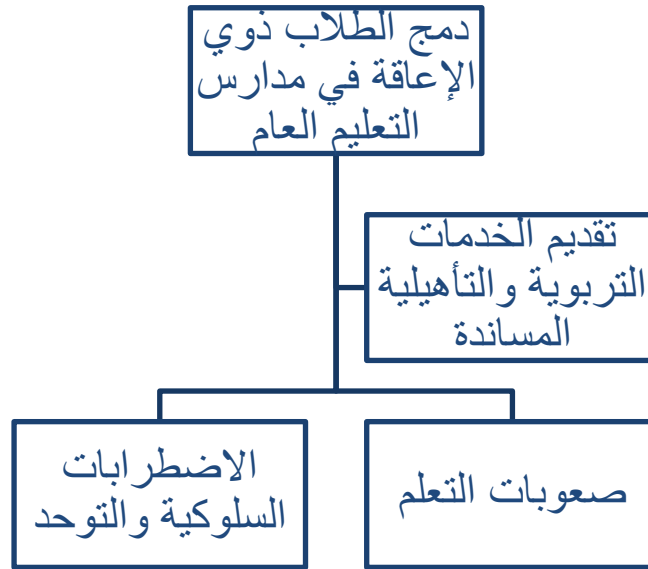 دمج الطلاب ذوي
الإعاقة في مدارس
التعليم العام
تقديم الخدمات
التربوية والتأهيلية
المساندة
صعوبات التعلم
الاضطرابات
السلوكية والتوحد